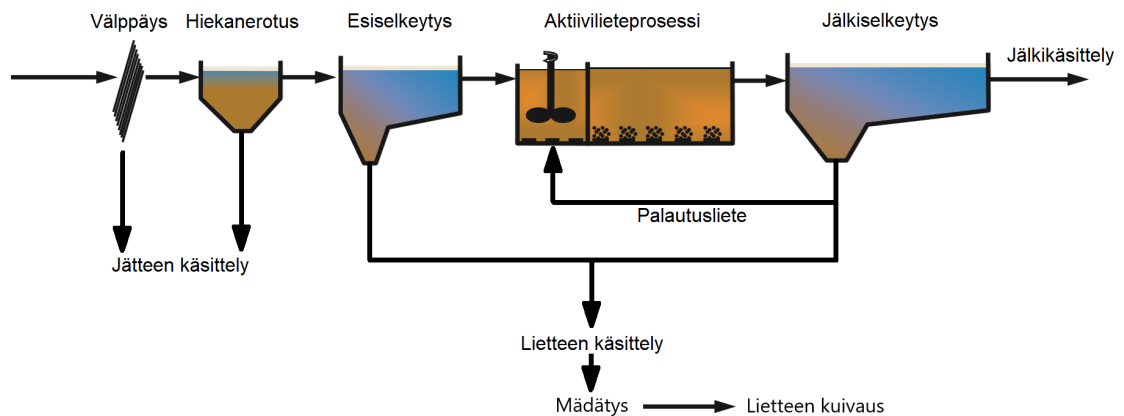 Välppäys
Hiekanerotus
Esiselkeytys
Aktiivilieteprosessi
Jälkiselkeytys
Jälkikäsittely
Palautusliete
Jätteen käsittely
Lietteen käsittely
Mädätys
Lietteen kuivaus